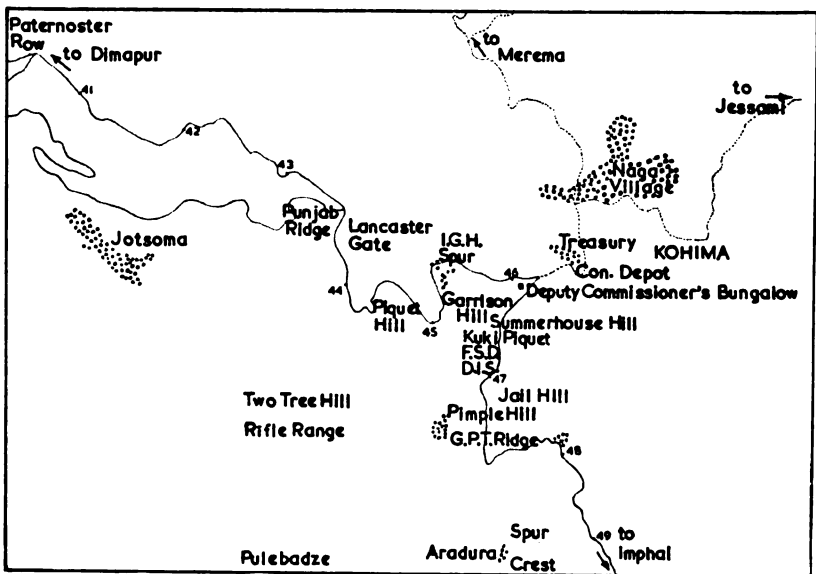 Paternoster
Row
to Dimapur
to
Merema
to
Jessami
41
42
43
Naga
Village
Punjab
Ridge
Lancaster
Gate
Jotsoma
I.G.H.
Spur
Treasury
KOHIMA
Con. Depot
46
Deputy Commissioner's Bungalow
44
Piquet
Hill
45
Garrison
Hill
Summerhouse Hill
Kuki
Piquet
F.S.D.
D.I.S.
47
Jail Hill
Two Tree Hill
Pimple Hill
Rifle Range
G.P.T. Ridge
48
49
to
Imphal
Spur
Aradura
Crest
Pulebadze